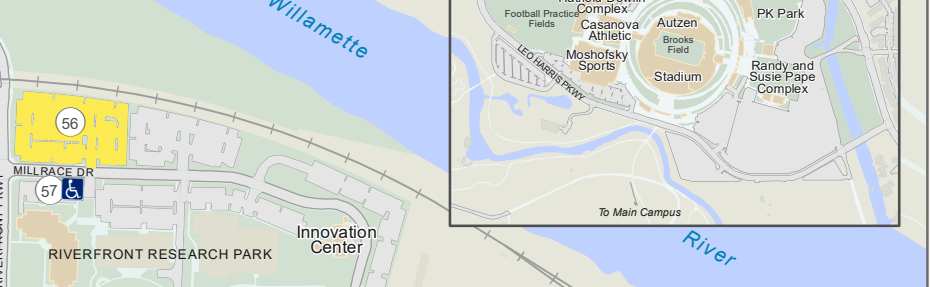 Willamette
Complex
Football Practice
Fields
Casanova
Athletic
Autzen
PK Park
Brooks
Field
LEO HARRIS PKWY
Moshofsky
Sports
Stadium
Randy and
Susie Pape
Complex
56
MILLRACE DR
57
To Main Campus
Innovation
Center
River
RIVERFRONT RESEARCH PARK